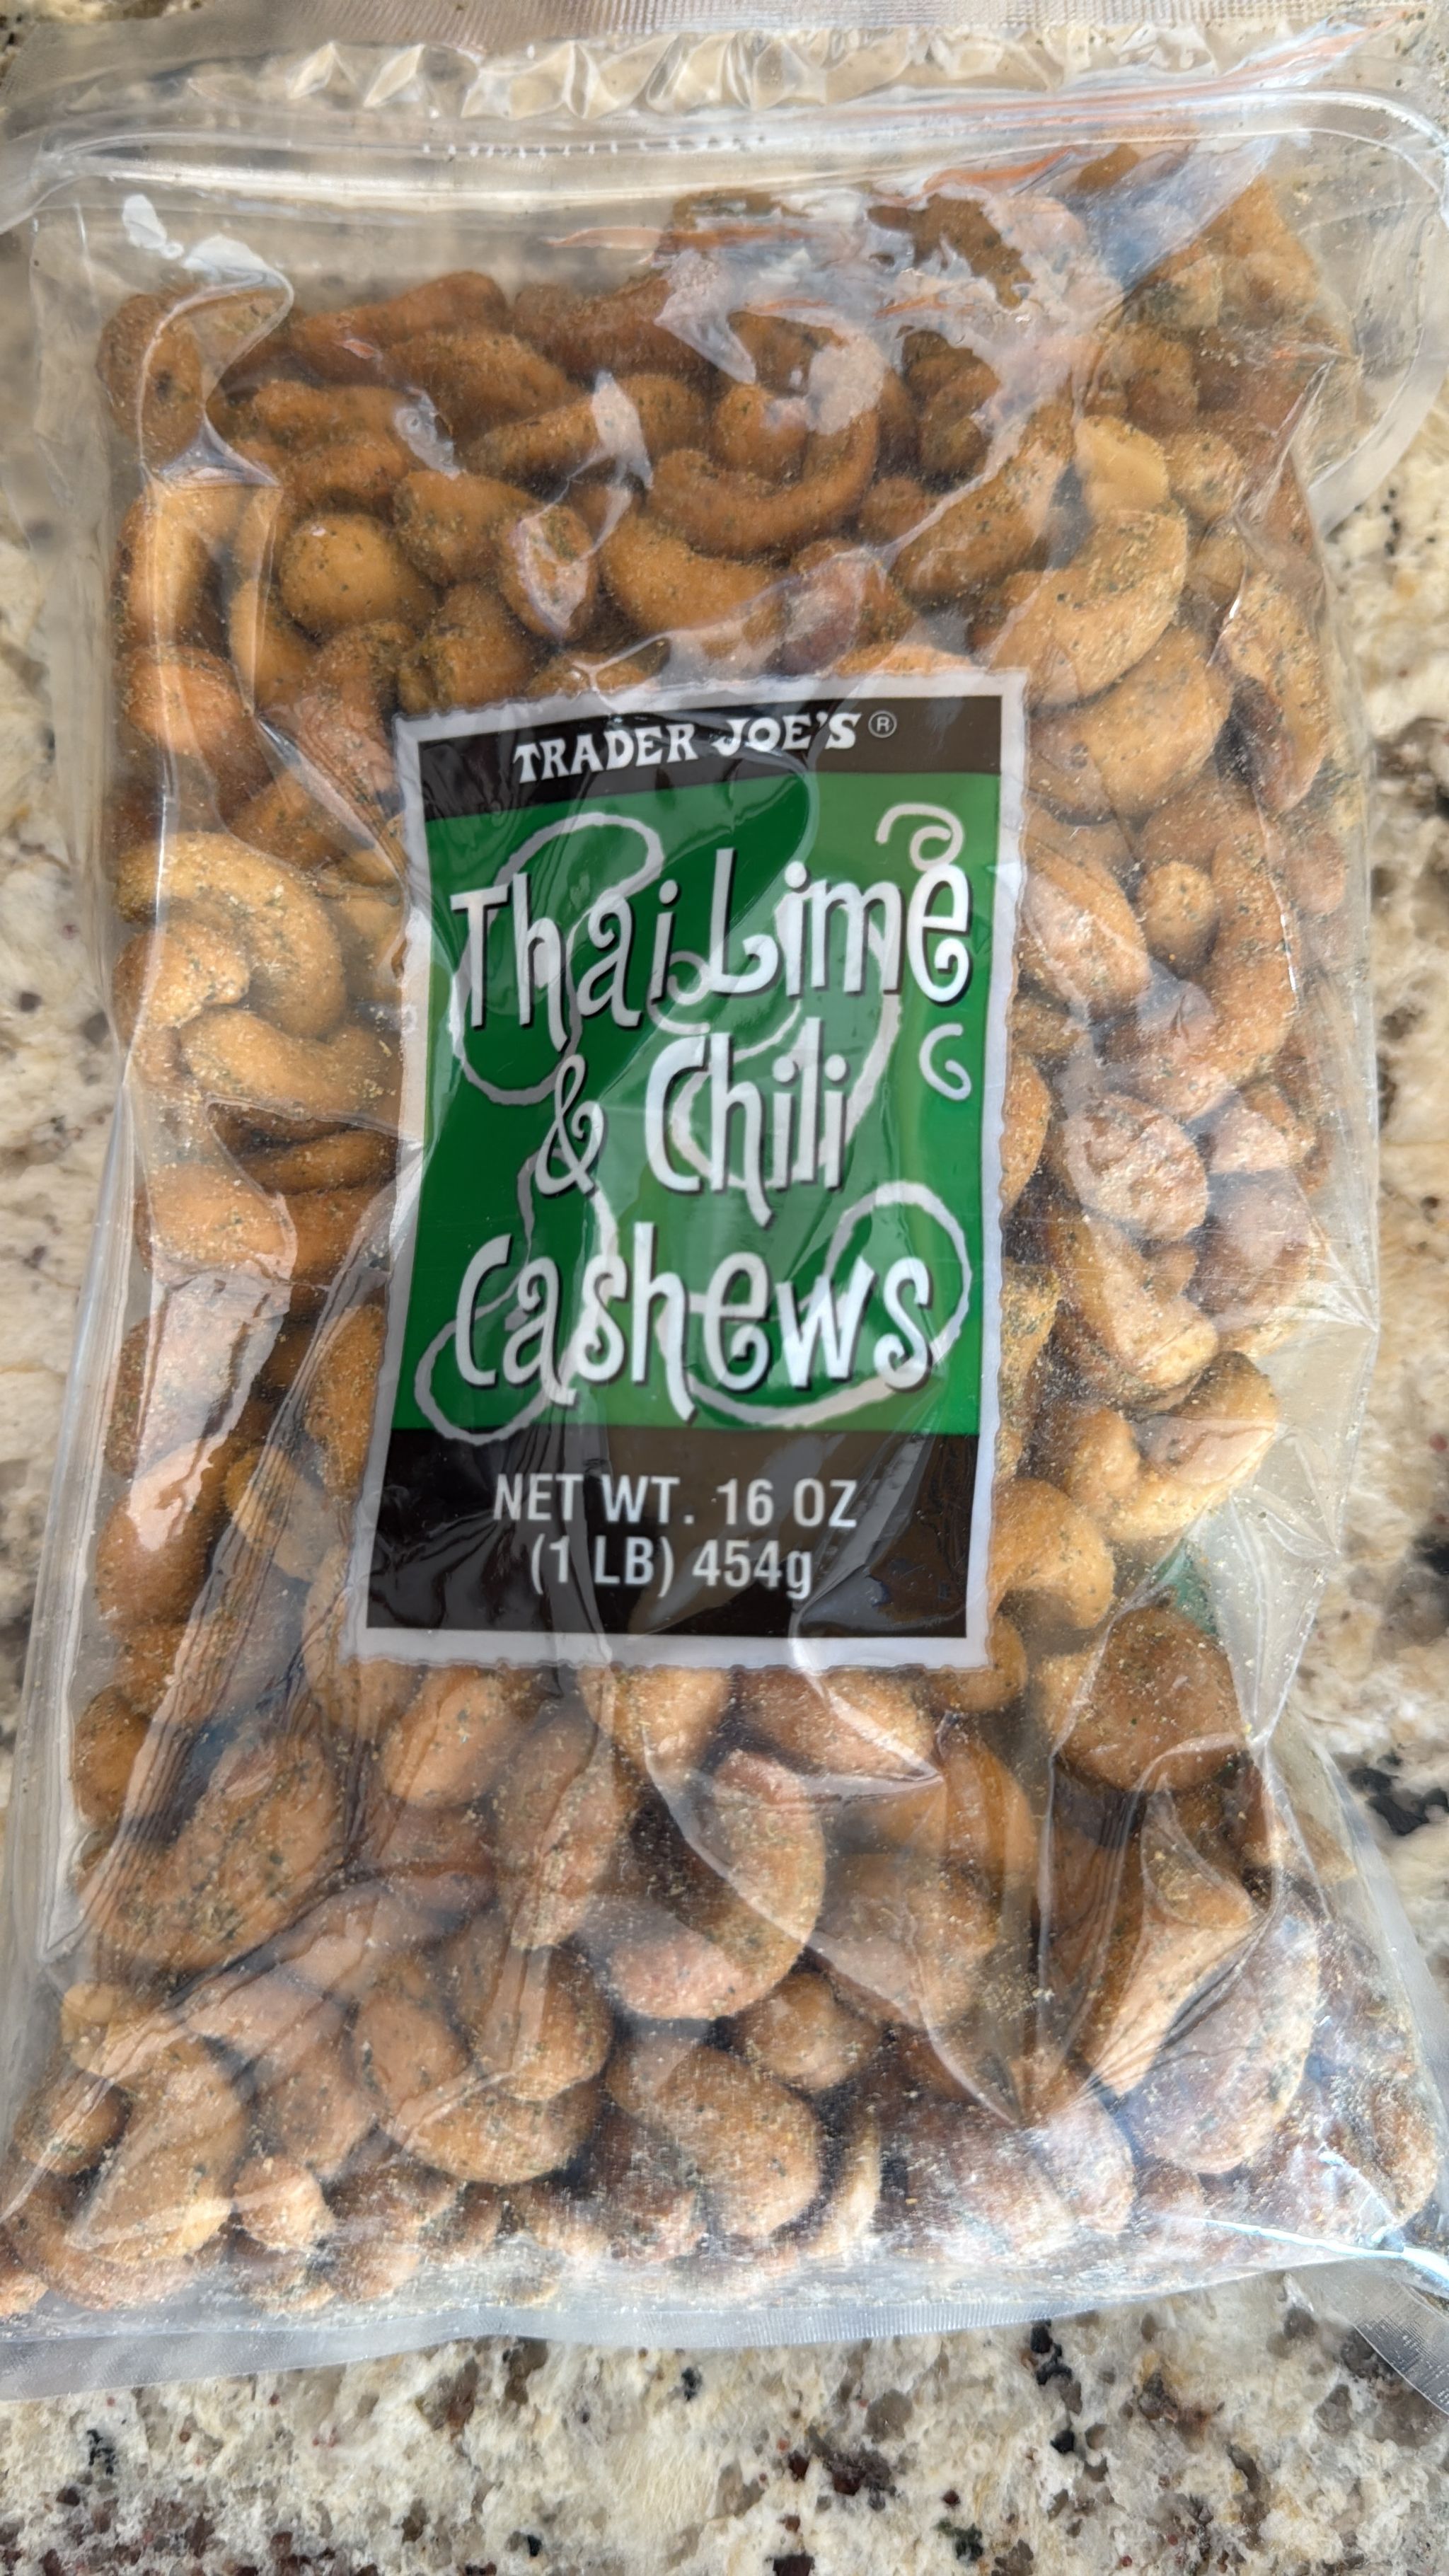 TRADER JOE'S®
Thai Lime
& Chili
Cashews
NET WT. 16 OZ
(1 LB) 454g